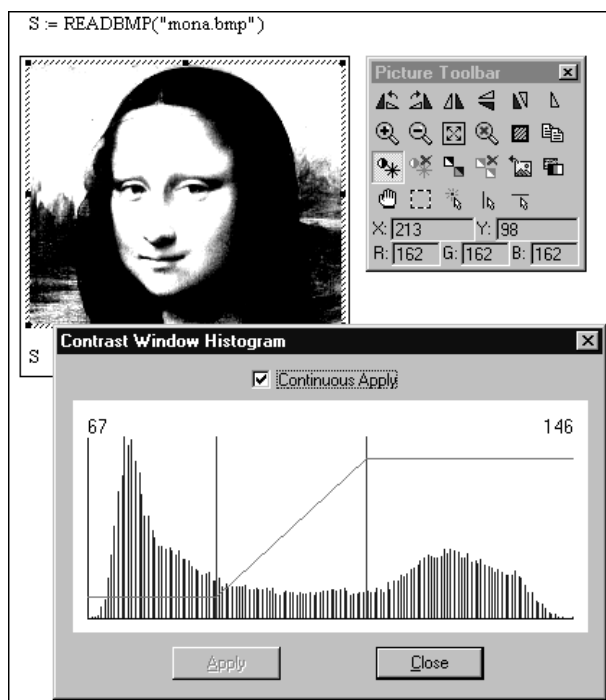 S := READBMP("mona.bmp")
Picture Toolbar
X: 213 Y: 98
R: 162 G: 162 B: 162
S
Contrast Window Histogram
Continuous Apply
67 146
Apply Close